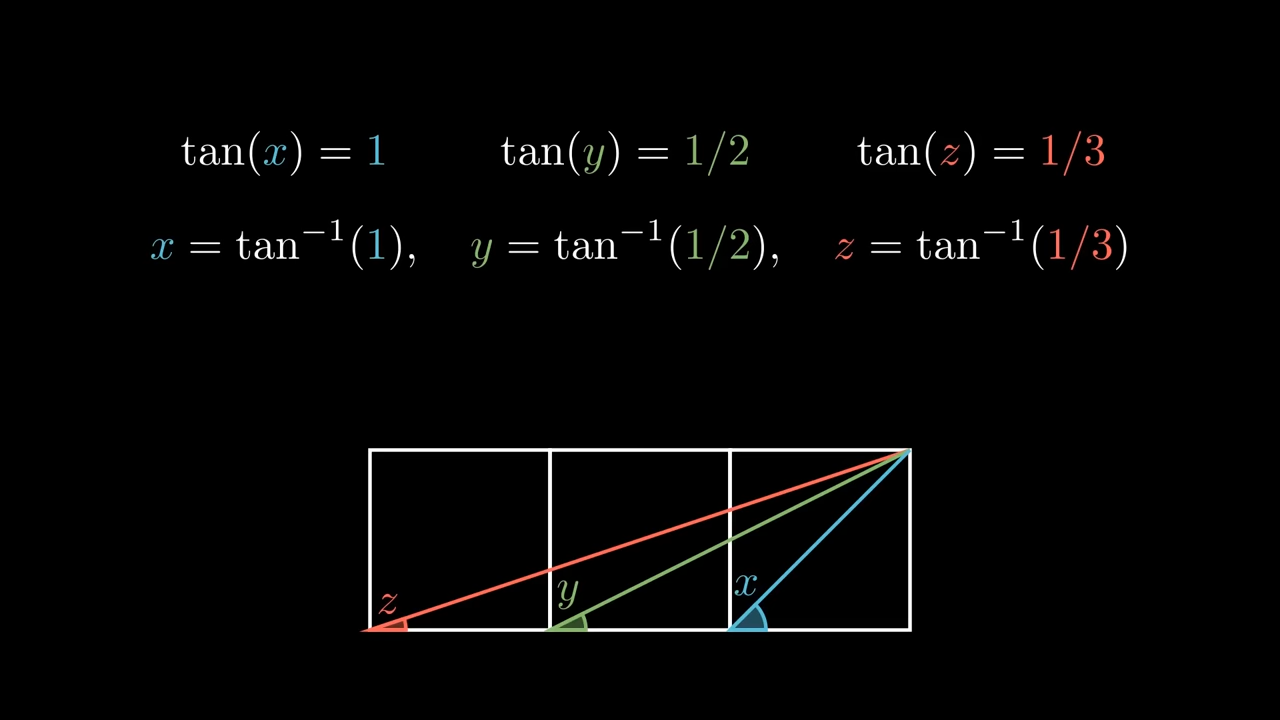 tan(x) = 1 tan(y) = 1/2 tan(z) = 1/3
x = tan⁻¹(1), y = tan⁻¹(1/2), z = tan⁻¹(1/3)
z y x